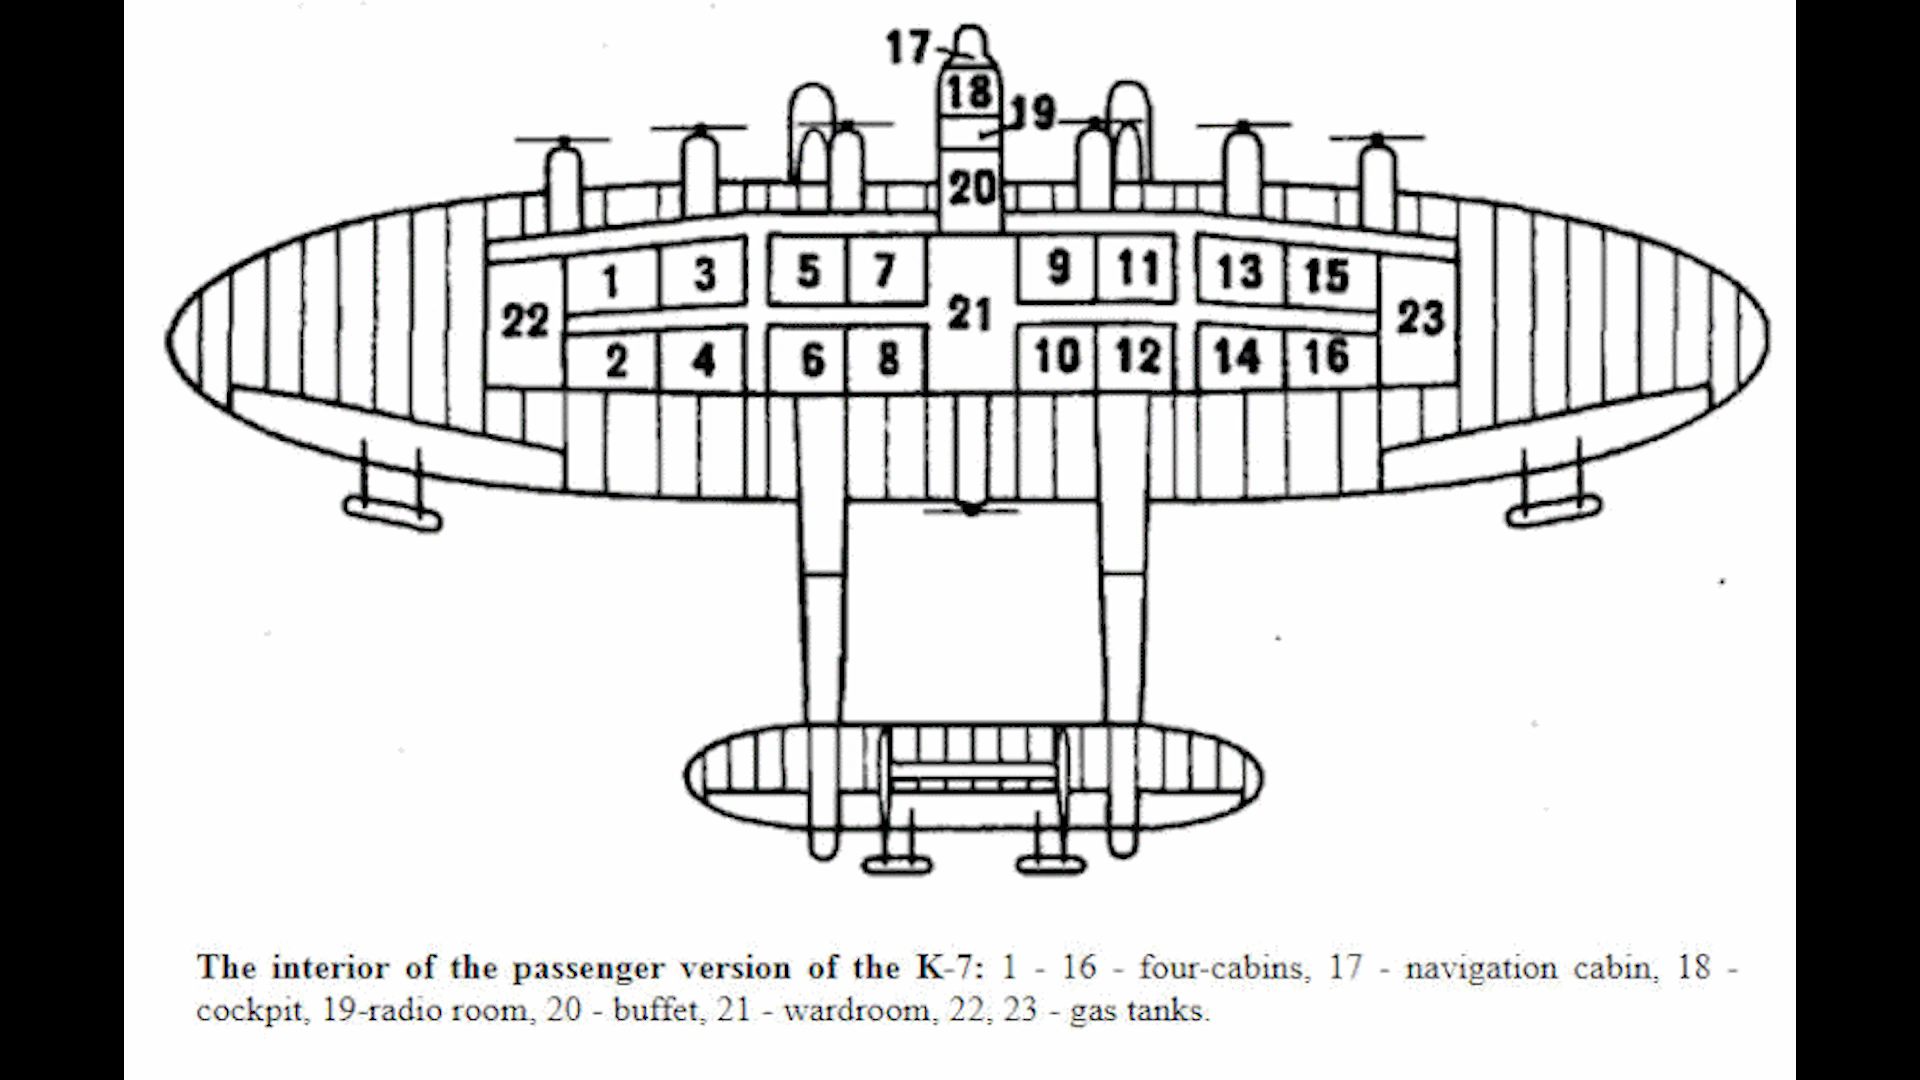 17
18
19
20
1 3 5 7 9 11 13 15
22 21 23
2 4 6 8 10 12 14 16
The interior of the passenger version of the K-7: 1 - 16 - four-cabins, 17 - navigation cabin, 18 -
cockpit, 19-radio room, 20 - buffet, 21 - wardroom, 22, 23 - gas tanks.